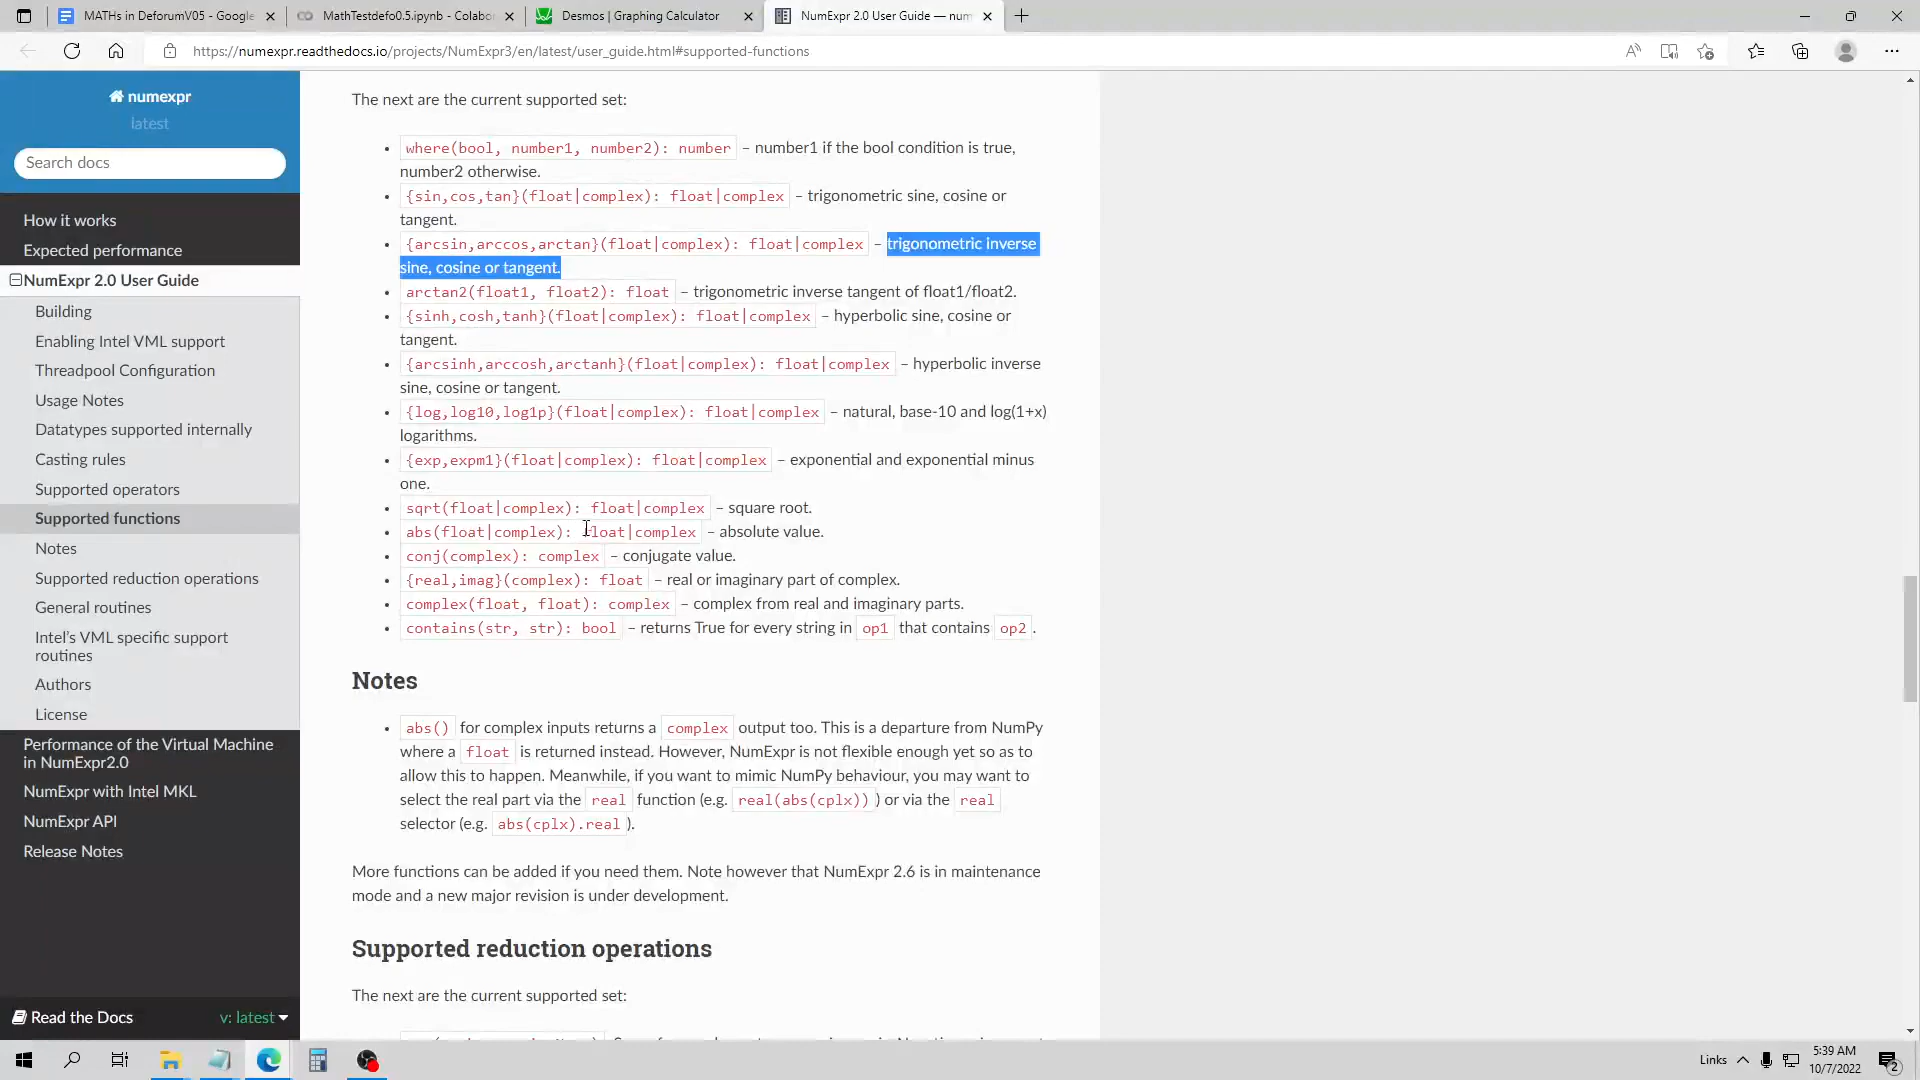 MATHs in DeforumV05 - Google
MathTestdefo0.5.ipynb - Colabo
Desmos | Graphing Calculator
NumExpr 2.0 User Guide — num
https://numexpr.readthedocs.io/projects/NumExpr3/en/latest/user_guide.html#supported-functions
numexpr
latest
Search docs
How it works
Expected performance
NumExpr 2.0 User Guide
Building
Enabling Intel VML support
Threadpool Configuration
Usage Notes
Datatypes supported internally
Casting rules
Supported operators
Supported functions
Notes
Supported reduction operations
General routines
Intel's VML specific support
routines
Authors
License
Performance of the Virtual Machine
in NumExpr2.0
NumExpr with Intel MKL
NumExpr API
Release Notes
Read the Docs
v: latest
The next are the current supported set:
where(bool, number1, number2): number – number1 if the bool condition is true,
number2 otherwise.
{sin,cos,tan}(float|complex): float|complex – trigonometric sine, cosine or
tangent.
{arcsin,arccos,arctan}(float|complex): float|complex – trigonometric inverse
sine, cosine or tangent.
arctan2(float1, float2): float – trigonometric inverse tangent of float1/float2.
{sinh,cosh,tanh}(float|complex): float|complex – hyperbolic sine, cosine or
tangent.
{arcsinh,arccosh,arctanh}(float|complex): float|complex – hyperbolic inverse
sine, cosine or tangent.
{log,log10,log1p}(float|complex): float|complex – natural, base-10 and log(1+x)
logarithms.
{exp,expm1}(float|complex): float|complex – exponential and exponential minus
one.
sqrt(float|complex): float|complex – square root.
abs(float|complex): float|complex – absolute value.
conj(complex): complex – conjugate value.
{real,imag}(complex): float – real or imaginary part of complex.
complex(float, float): complex – complex from real and imaginary parts.
contains(str, str): bool – returns True for every string in op1 that contains op2 .
Notes
abs() for complex inputs returns a complex output too. This is a departure from NumPy
where a float is returned instead. However, NumExpr is not flexible enough yet so as to
allow this to happen. Meanwhile, if you want to mimic NumPy behaviour, you may want to
select the real part via the real function (e.g. real(abs(cplx)) ) or via the real
selector (e.g. abs(cplx).real ).
More functions can be added if you need them. Note however that NumExpr 2.6 is in maintenance
mode and a new major revision is under development.
Supported reduction operations
The next are the current supported set:
Links
5:39 AM
10/7/2022
2